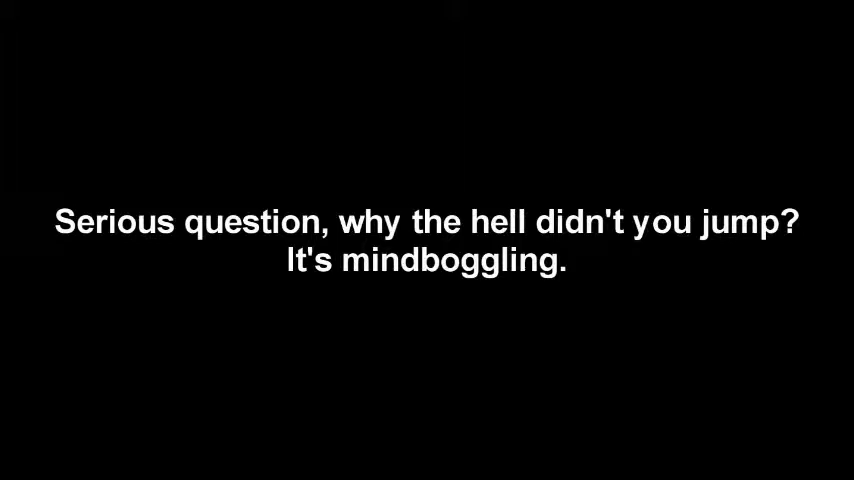 Serious question, why the hell didn't you jump?
It's mindboggling.